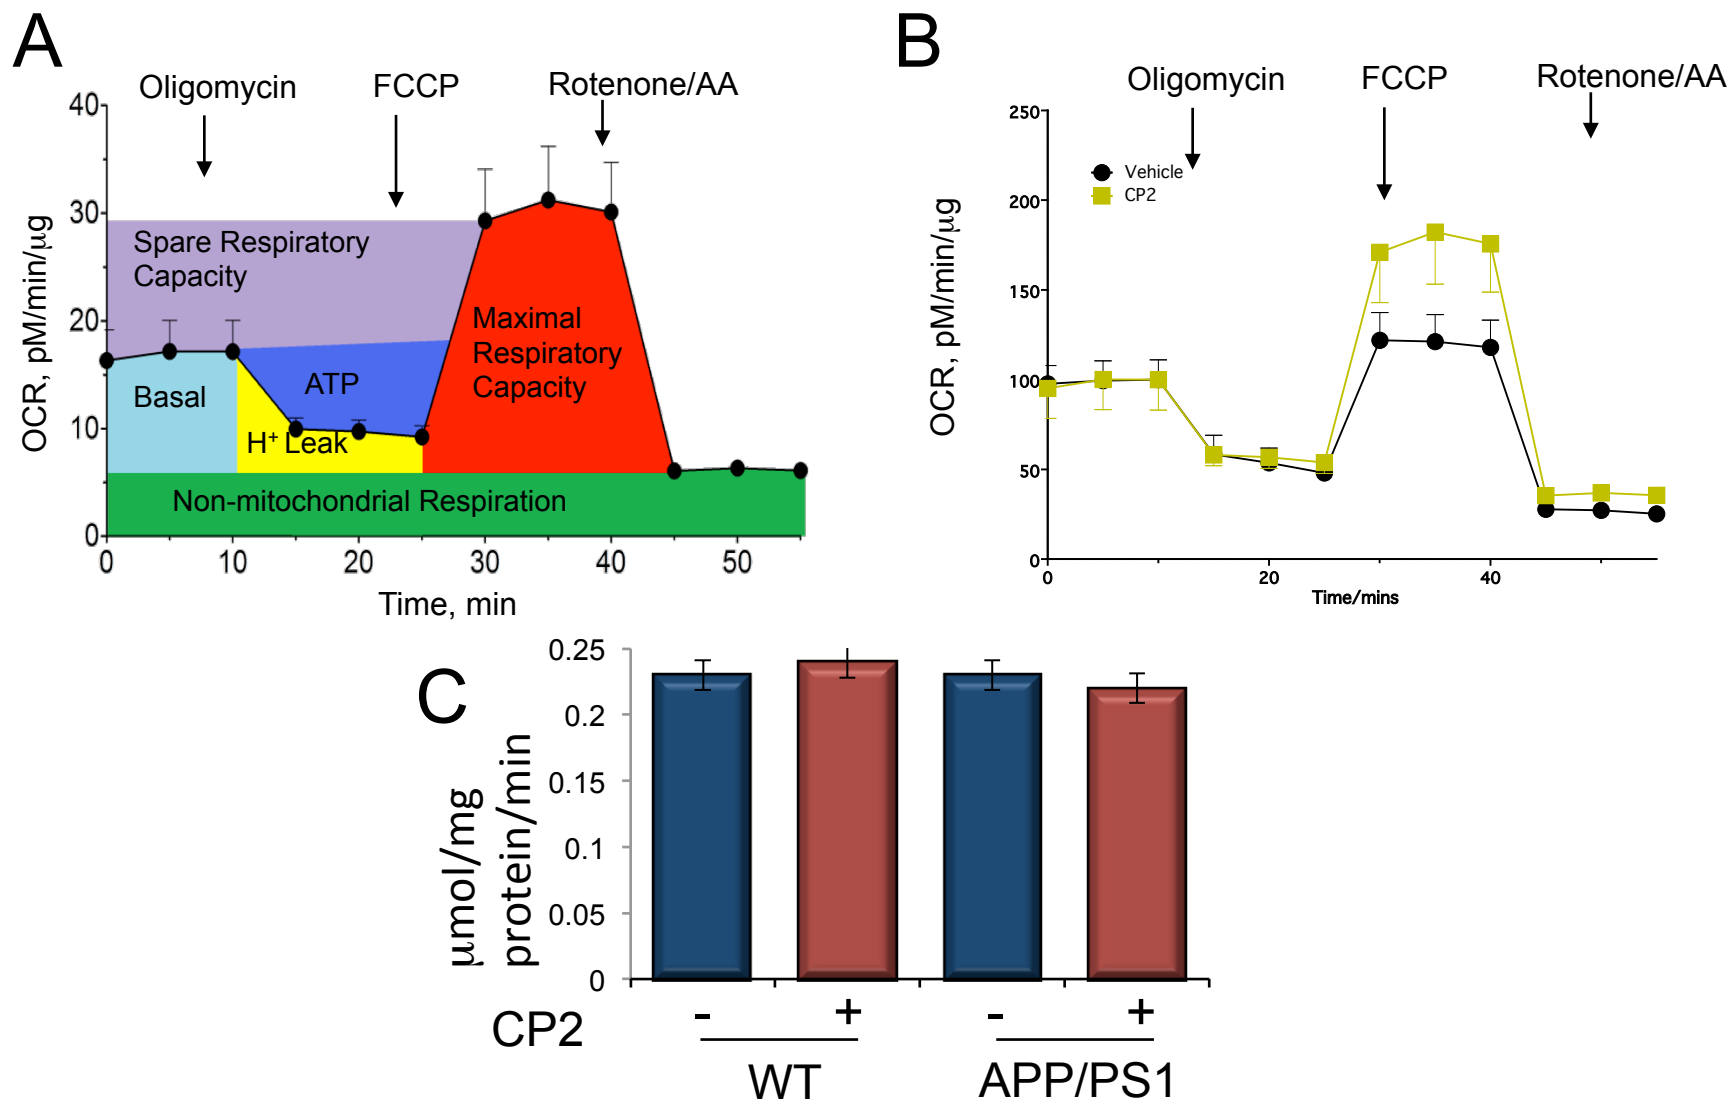 A
Oligomycin
FCCP
Rotenone/AA
40
30
20
10
0
OCR, pM/min/μg
Spare Respiratory
Capacity
Basal
ATP
H+ Leak
Maximal
Respiratory
Capacity
Non-mitochondrial Respiration
0 10 20 30 40 50
Time, min
B
Oligomycin
FCCP
Rotenone/AA
250
200
150
100
50
0
OCR, pM/min/μg
Vehicle
CP2
0 20 40
Time/mins
C
0.25
0.2
0.15
0.1
0.05
0
μmol/mg
protein/min
CP2 - + - +
WT APP/PS1